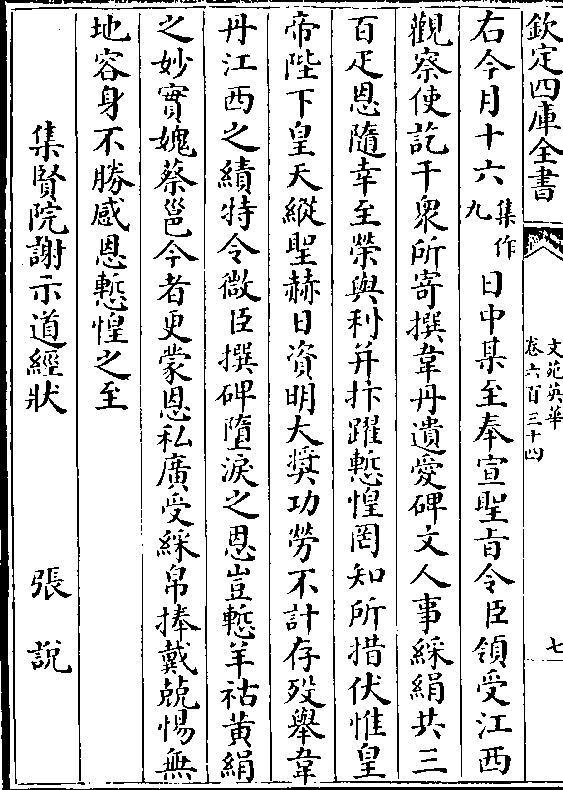 欽定四庫全書
文苑英華
卷六百三十四
七
右今月十六集作九日中某至奉宣聖旨令臣領受江西
觀察使訖干衆所寄撰韋丹遺愛碑文人事綵絹共三
百疋恩隨幸至榮與利并抃躍慙惶罔知所措伏惟皇
帝陛下皇天縱聖赫日資明大奬功勞不計存歿舉韋
丹江西之績特令微臣撰碑墮淚之恩豈慙羊祜黄絹
之妙實媿蔡邕今者更蒙恩私廣受綵帛捧戴兢惕無
地容身不勝感恩慙惶之至
集賢院謝示道經狀 張說